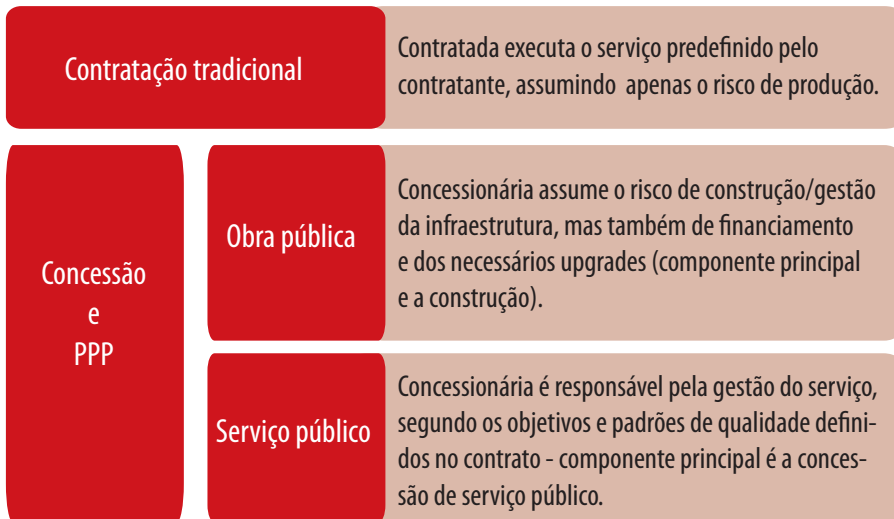 Contratação tradicional
Contratada executa o serviço predefinido pelo
contratante, assumindo apenas o risco de produção.
Concessão
e
PPP
Obra pública
Concessionária assume o risco de construção/gestão
da infraestrutura, mas também de financiamento
e dos necessários upgrades (componente principal
e a construção).
Serviço público
Concessionária é responsável pela gestão do serviço,
segundo os objetivos e padrões de qualidade defini-
dos no contrato - componente principal é a conces-
são de serviço público.